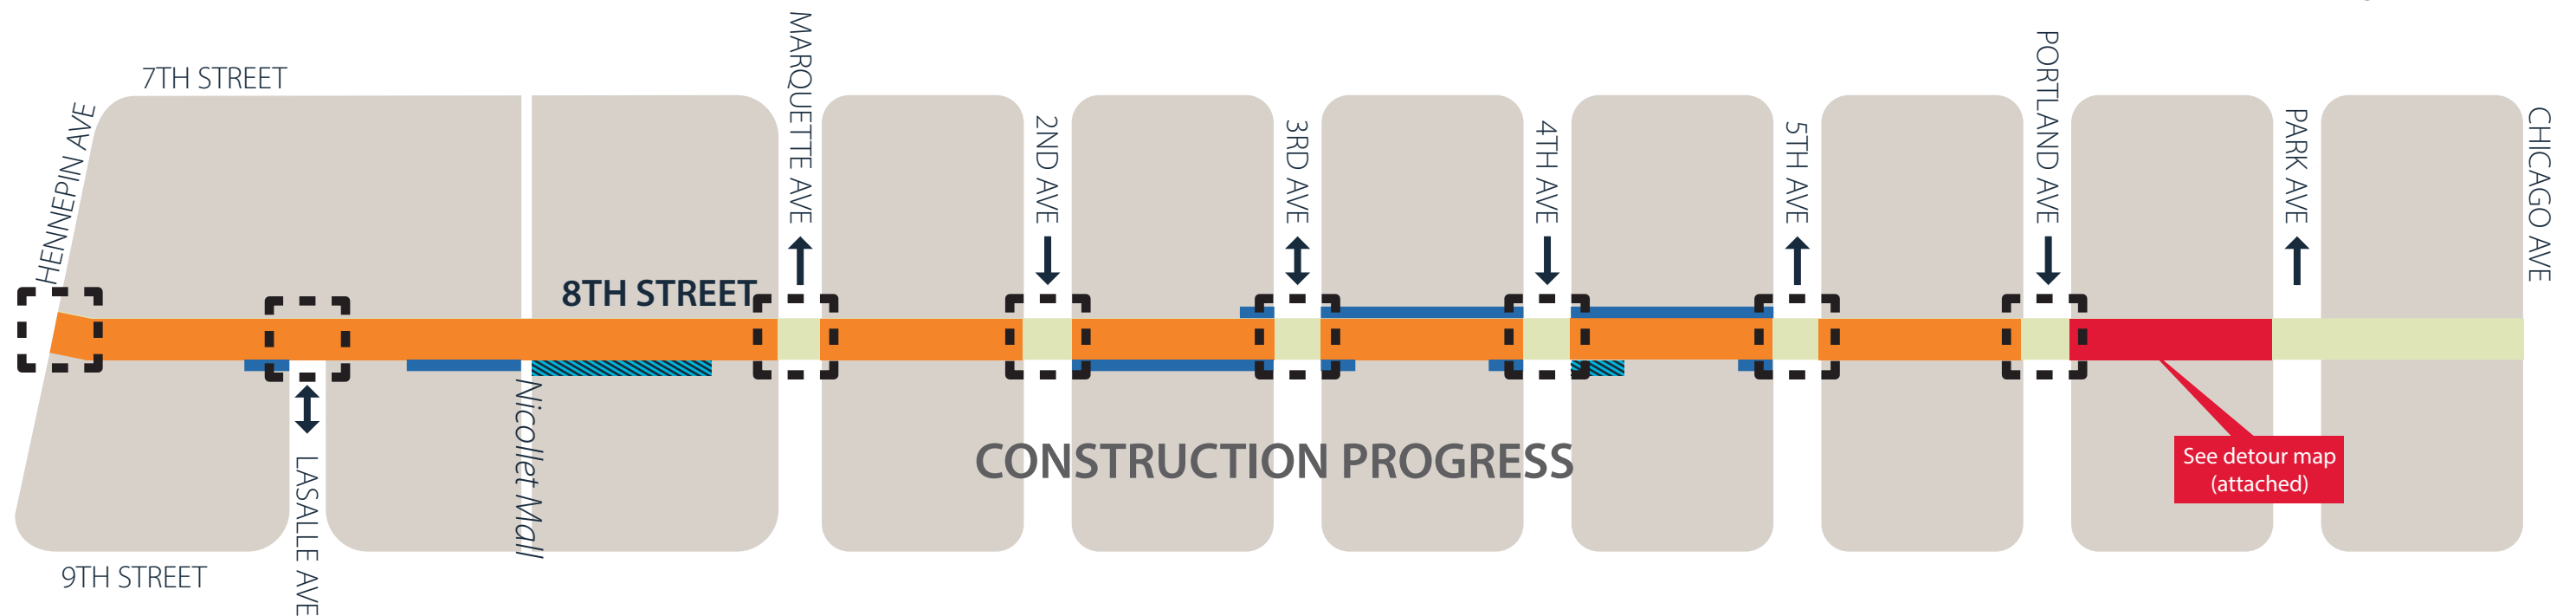 7TH STREET
HENNEPIN AVE
MARQUETTE AVE
2ND AVE
3RD AVE
4TH AVE
5TH AVE
PORTLAND AVE
PARK AVE
CHICAGO AVE
8TH STREET
Nicollet Mall
LASALLE AVE
CONSTRUCTION PROGRESS
See detour map
(attached)
9TH STREET